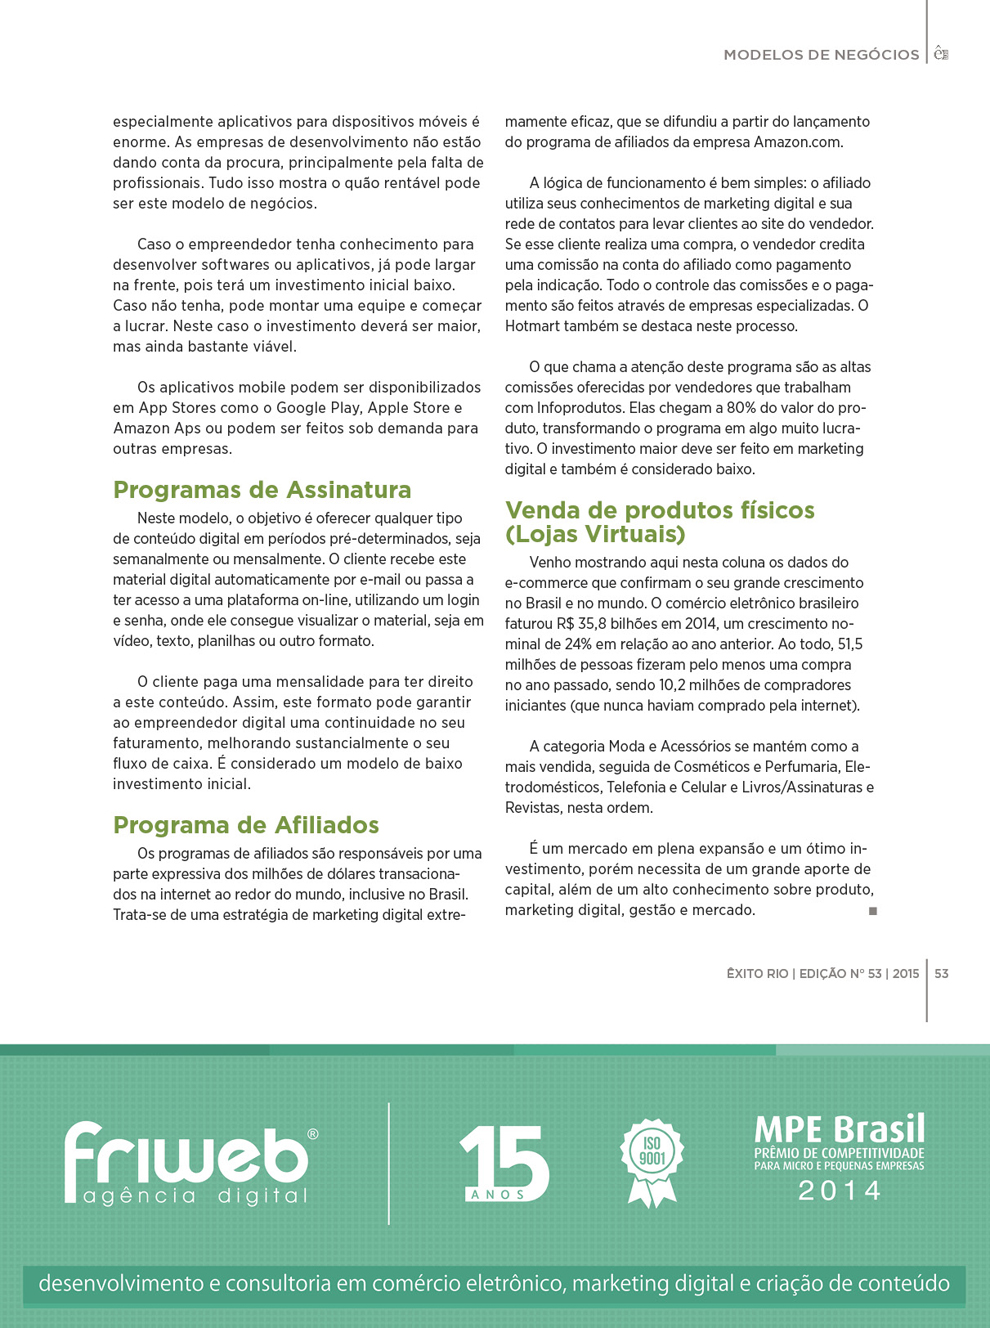 MODELOS DE NEGÓCIOS
especialmente aplicativos para dispositivos móveis é
enorme. As empresas de desenvolvimento não estão
dando conta da procura, principalmente pela falta de
profissionais. Tudo isso mostra o quão rentável pode
ser este modelo de negócios.
Caso o empreendedor tenha conhecimento para
desenvolver softwares ou aplicativos, já pode largar
na frente, pois terá um investimento inicial baixo.
Caso não tenha, pode montar uma equipe e começar
a lucrar. Neste caso o investimento deverá ser maior,
mas ainda bastante viável.
Os aplicativos mobile podem ser disponibilizados
em App Stores como o Google Play, Apple Store e
Amazon Aps ou podem ser feitos sob demanda para
outras empresas.
Programas de Assinatura
Neste modelo, o objetivo é oferecer qualquer tipo
de conteúdo digital em períodos pré-determinados, seja
semanalmente ou mensalmente. O cliente recebe este
material digital automaticamente por e-mail ou passa a
ter acesso a uma plataforma on-line, utilizando um login
e senha, onde ele consegue visualizar o material, seja em
vídeo, texto, planilhas ou outro formato.
O cliente paga uma mensalidade para ter direito
a este conteúdo. Assim, este formato pode garantir
ao empreendedor digital uma continuidade no seu
faturamento, melhorando sustancialmente o seu
fluxo de caixa. É considerado um modelo de baixo
investimento inicial.
Programa de Afiliados
Os programas de afiliados são responsáveis por uma
parte expressiva dos milhões de dólares transaciona-
dos na internet ao redor do mundo, inclusive no Brasil.
Trata-se de uma estratégia de marketing digital extre-
mamente eficaz, que se difundiu a partir do lançamento
do programa de afiliados da empresa Amazon.com.
A lógica de funcionamento é bem simples: o afiliado
utiliza seus conhecimentos de marketing digital e sua
rede de contatos para levar clientes ao site do vendedor.
Se esse cliente realiza uma compra, o vendedor credita
uma comissão na conta do afiliado como pagamento
pela indicação. Todo o controle das comissões e o paga-
mento são feitos através de empresas especializadas. O
Hotmart também se destaca neste processo.
O que chama a atenção deste programa são as altas
comissões oferecidas por vendedores que trabalham
com Infoprodutos. Elas chegam a 80% do valor do pro-
duto, transformando o programa em algo muito lucra-
tivo. O investimento maior deve ser feito em marketing
digital e também é considerado baixo.
Venda de produtos físicos
(Lojas Virtuais)
Venho mostrando aqui nesta coluna os dados do
e-commerce que confirmam o seu grande crescimento
no Brasil e no mundo. O comércio eletrônico brasileiro
faturou R$ 35,8 bilhões em 2014, um crescimento no-
minal de 24% em relação ao ano anterior. Ao todo, 51,5
milhões de pessoas fizeram pelo menos uma compra
no ano passado, sendo 10,2 milhões de compradores
iniciantes (que nunca haviam comprado pela internet).
A categoria Moda e Acessórios se mantém como a
mais vendida, seguida de Cosméticos e Perfumaria, Ele-
trodomésticos, Telefonia e Celular e Livros/Assinaturas e
Revistas, nesta ordem.
É um mercado em plena expansão e um ótimo in-
vestimento, porém necessita de um grande aporte de
capital, além de um alto conhecimento sobre produto,
marketing digital, gestão e mercado.
ÊXITO RIO | EDIÇÃO Nº 53 | 2015 53
friweb®
agência digital
15
ANOS
ISO
9001
MPE Brasil
PRÊMIO DE COMPETITIVIDADE
PARA MICRO E PEQUENAS EMPRESAS
2014
desenvolvimento e consultoria em comércio eletrônico, marketing digital e criação de conteúdo